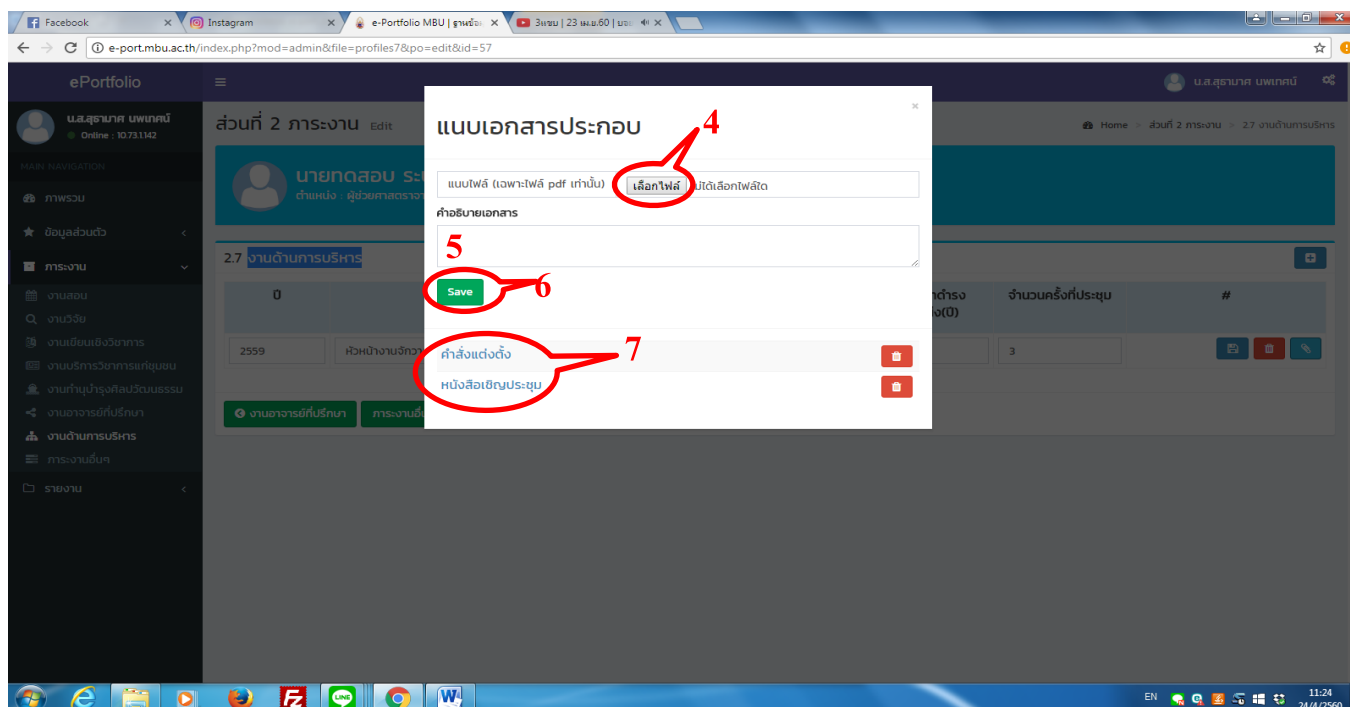 Facebook
Instagram
e-Portfolio MBU | ฐานข้อ
3แซบ | 23 เม.ย.60 |
e-port.mbu.ac.th/index.php?mod=admin&file=profiles7&po=edit&id=57
ePortfolio
น.ส.สุธามาศ นพเทศน์
น.ส.สุธามาศ นพเทศน์
Online : 10.73.1.142
ส่วนที่ 2 ภาระงาน Edit
Home > ส่วนที่ 2 ภาระงาน > 2.7 งานด้านการบริหาร
MAIN NAVIGATION
ภาพรวม
ข้อมูลส่วนตัว
ภาระงาน
งานสอน
งานวิจัย
งานเขียนเชิงวิชาการ
งานบริการวิชาการแก่ชุมชน
งานทำนุบำรุงศิลปวัฒนธรรม
งานอาจารย์ที่ปรึกษา
งานด้านการบริหาร
ภาระงานอื่นๆ
รายงาน
นายทดสอบ ระ
ตำแหน่ง : ผู้ช่วยศาสตรา
2.7 งานด้านการบริหาร
ปี
จำนวนครั้งที่ประชุม
#
2559
หัวหน้างานจัก
3
งานอาจารย์ที่ปรึกษา
ภาระงานอื่
×
แนบเอกสารประกอบ
4
แนบไฟล์ (เฉพาะไฟล์ pdf เท่านั้น)
เลือกไฟล์
ไม่ได้เลือกไฟล์ใด
คำอธิบายเอกสาร
5
Save
6
คำสั่งแต่งตั้ง
7
หนังสือเชิญประชุม
EN
11:24
24/4/2560